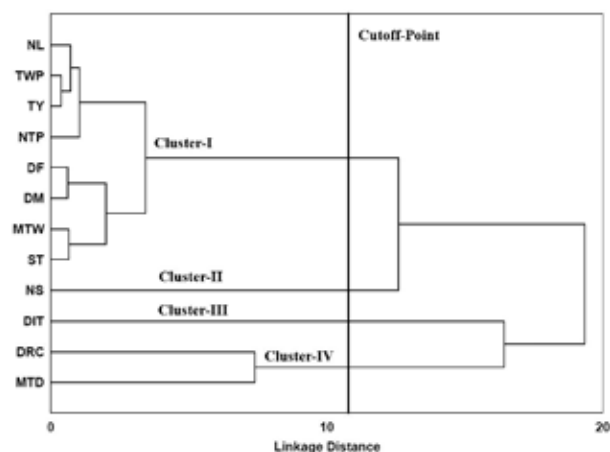 NL
Cutoff-Point
TWP
TY
NTP
Cluster-I
DF
DM
MTW
ST
Cluster-II
NS
Cluster-III
DIT
DRC
Cluster-IV
MTD
0
10
20
Linkage Distance